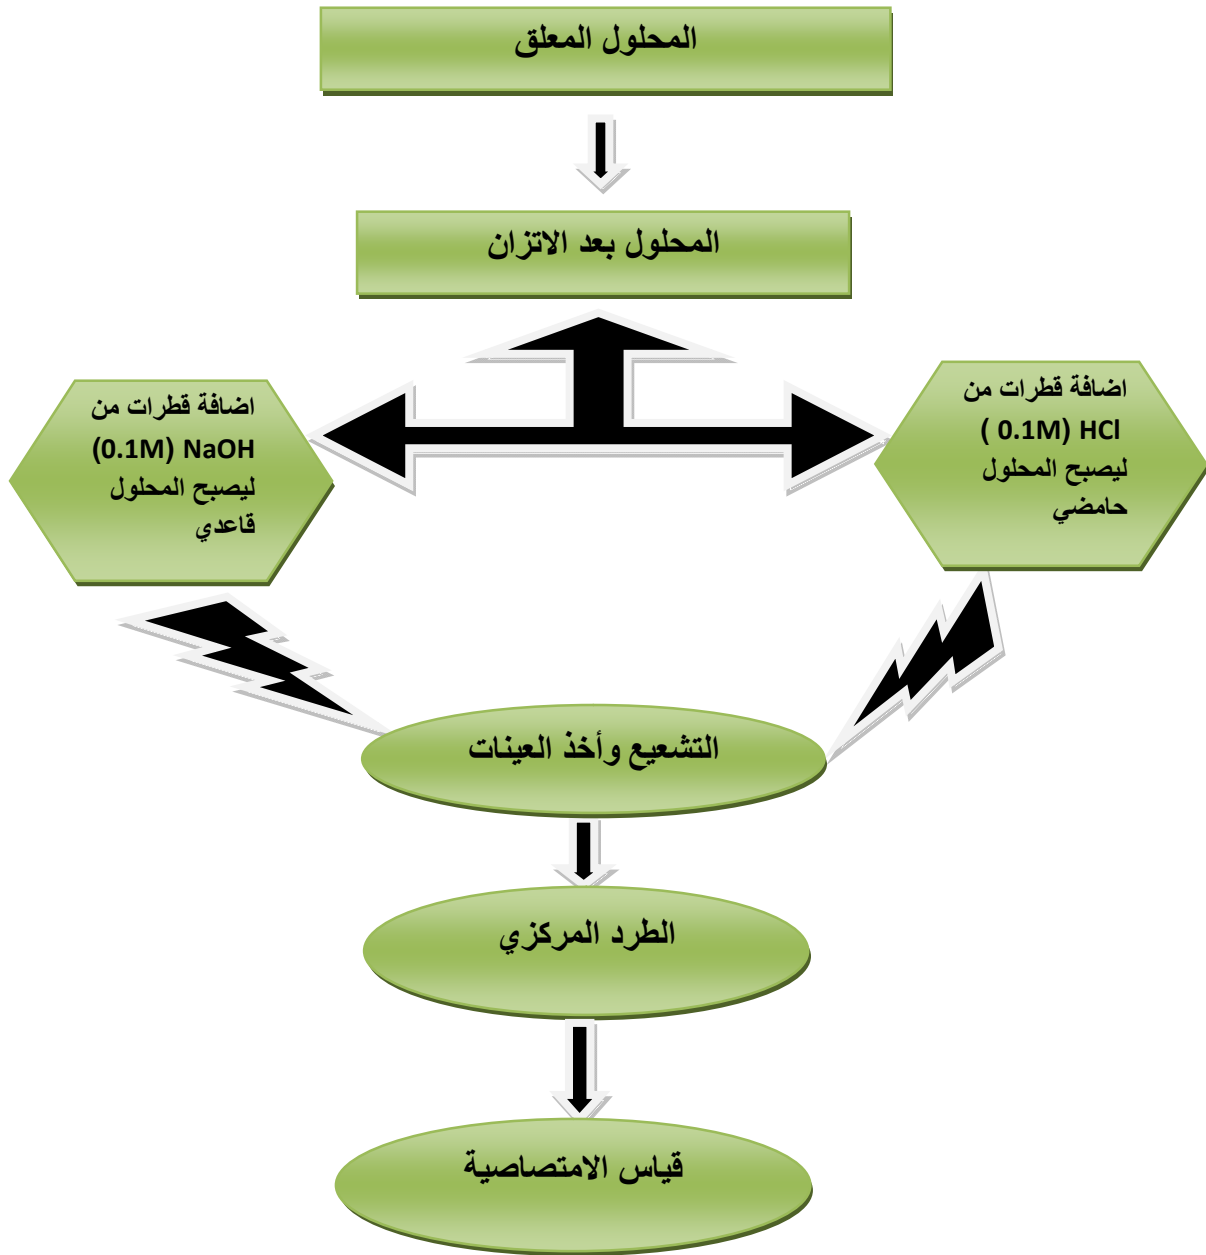 المحلول المعلق
المحلول بعد الاتزان
اضافة قطرات من
( 0.1M) HCl
ليصبح المحلول
حامضي
اضافة قطرات من
(0.1M) NaOH
ليصبح المحلول
قاعدي
التشعيع وأخذ العينات
الطرد المركزي
قياس الامتصاصية